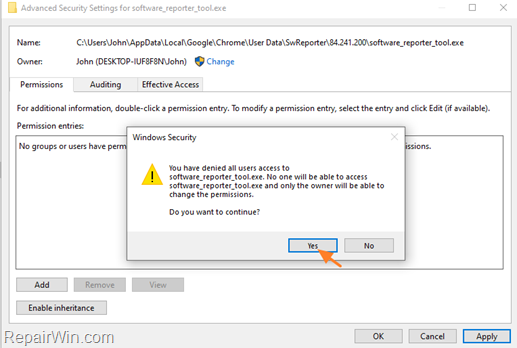 Advanced Security Settings for software_reporter_tool.exe
Name: C:\Users\John\AppData\Local\Google\Chrome\User Data\SwReporter\84.241.200\software_reporter_tool.exe
Owner: John (DESKTOP-IUF8F8N\John) Change
Permissions Auditing Effective Access
For additional information, double-click a permission entry. To modify a permission entry, select the entry and click Edit (if available).
Permission entries:
No groups or users have perm
issions.
Windows Security
You have denied all users access to
software_reporter_tool.exe. No one will be able to access
software_reporter_tool.exe and only the owner will be able to
change the permissions.
Do you want to continue?
Yes No
Add Remove View
Enable inheritance
RepairWin.com
OK Cancel Apply